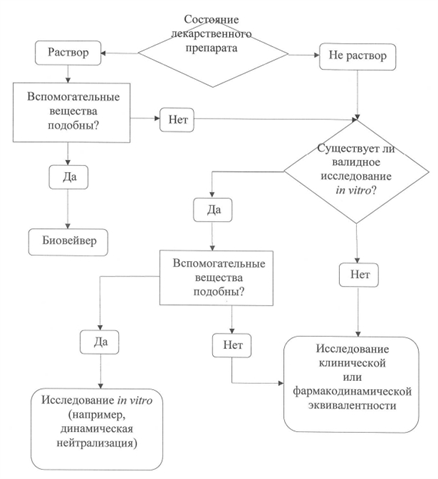 Состояние
лекарственного
препарата
Раствор
Не раствор
Вспомогательные
вещества
подобны?
Нет
Существует ли
валидное
исследование
in vitro?
Да
Да
Биовейвер
Вспомогательные
вещества
подобны?
Нет
Да
Нет
Исследование
клинической
или
фармакодинамической
эквивалентности
Исследование in vitro
(например,
динамическая
нейтрализация)